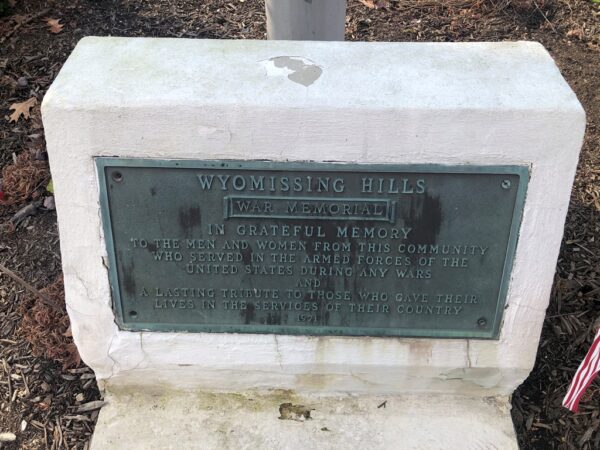 WYOMISSING HILLS
WAR MEMORIAL
IN GRATEFUL MEMORY
TO THE MEN AND WOMEN FROM THIS COMMUNITY
WHO SERVED IN THE ARMED FORCES OF THE
UNITED STATES DURING ANY WARS
AND
A LASTING TRIBUTE TO THOSE WHO GAVE THEIR
LIVES IN THE SERVICES OF THEIR COUNTRY
1971